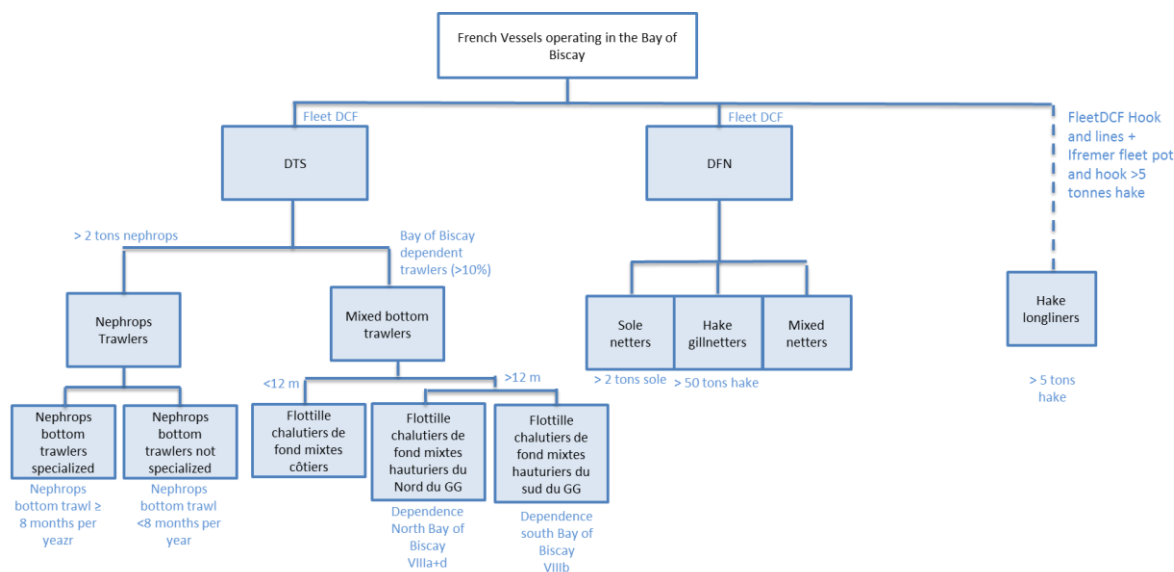 French Vessels operating in the Bay of
Biscay
Fleet DCF
Fleet DCF
FleetDCF Hook
and lines +
Ifremer fleet pot
and hook >5
tonnes hake
DTS
DFN
> 2 tons nephrops
Bay of Biscay
dependent
trawlers (>10%)
Nephrops
Trawlers
Mixed bottom
trawlers
Sole
netters
Hake
gillnetters
Mixed
netters
Hake
longliners
> 2 tons sole
> 50 tons hake
> 5 tons
hake
<12 m
>12 m
Nephrops
bottom
trawlers
specialized
Nephrops
bottom
trawlers not
specialized
Flottille
chalutiers de
fond mixtes
côtiers
Flottille
chalutiers de
fond mixtes
hauturiers du
Nord du GG
Flottille
chalutiers de
fond mixtes
hauturiers du
sud du GG
Nephrops
bottom trawl ≥
8 months per
yeazr
Nephrops
bottom trawl
<8 months per
year
Dependence
North Bay of
Biscay
VIIIa+d
Dependence
south Bay of
Biscay
VIIIb